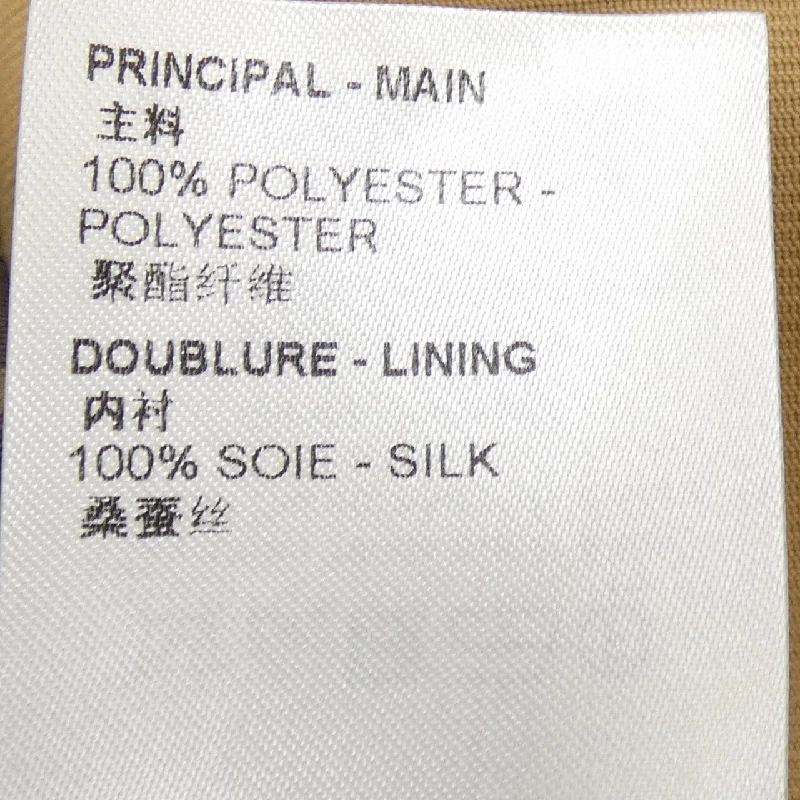 PRINCIPAL - MAIN
主料
100% POLYESTER -
POLYESTER
聚酯纤维
DOUBLURE - LINING
内衬
100% SOIE - SILK
桑蚕丝